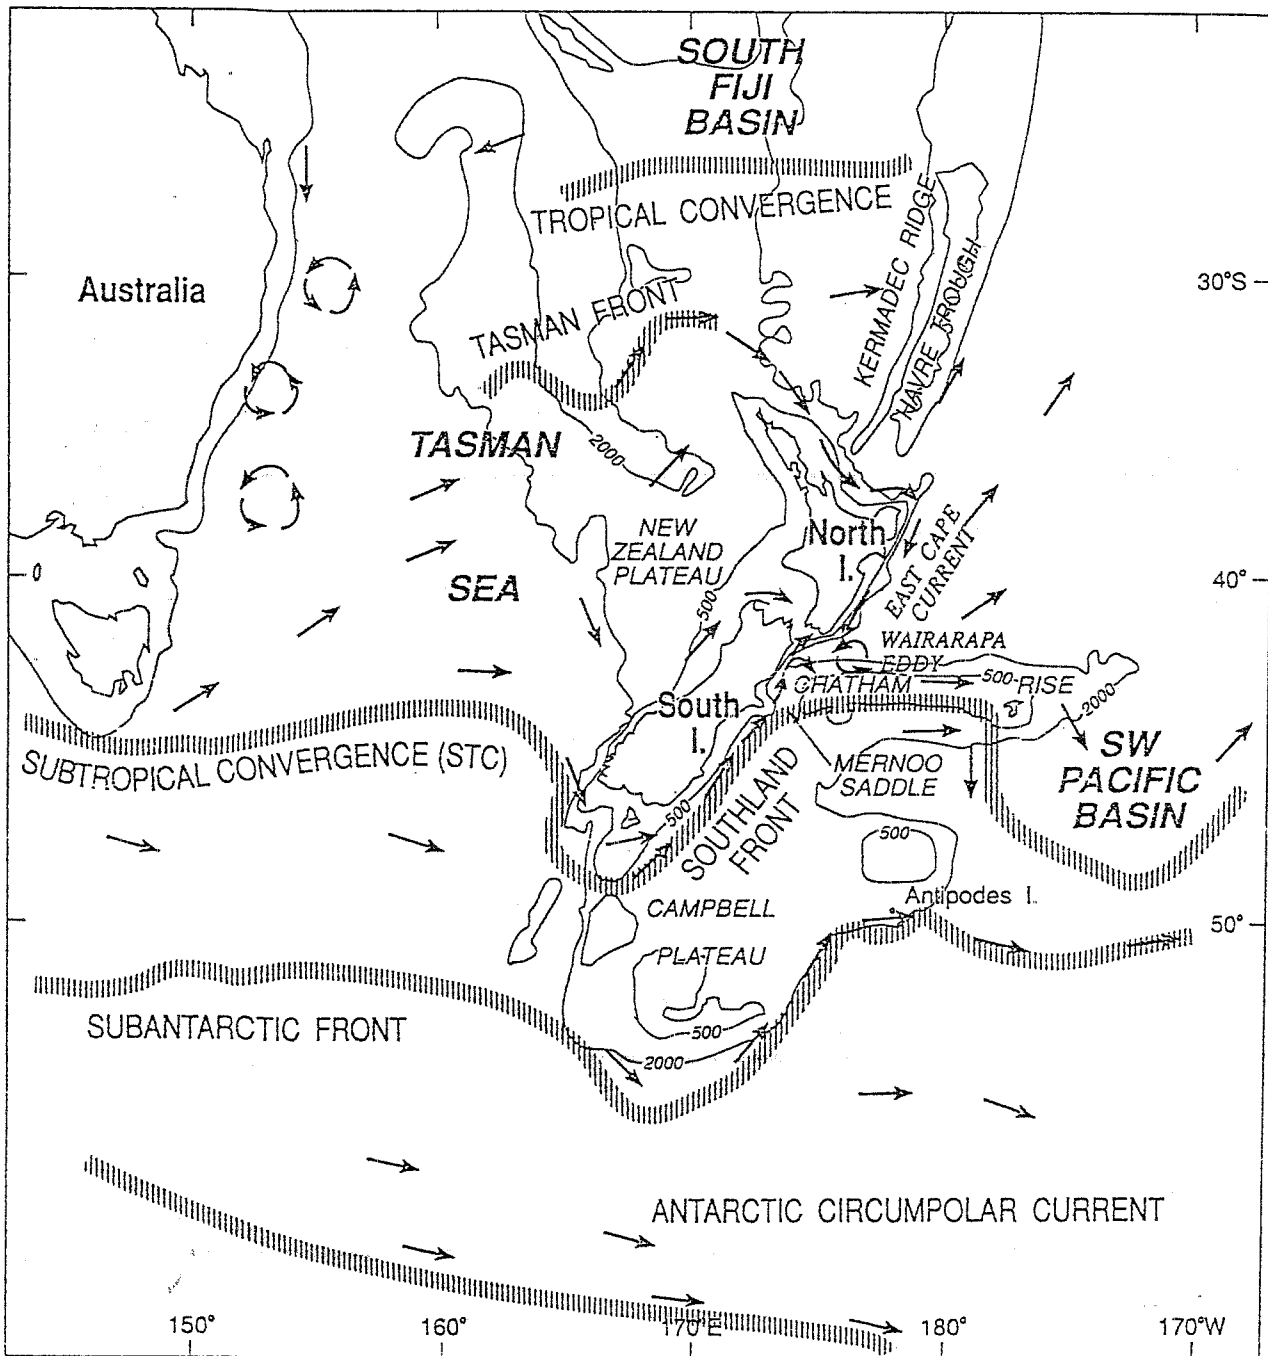 SOUTH
FIJI
BASIN
TROPICAL CONVERGENCE
KERMADEC RIDGE
HAVRE TROUGH
Australia
30°S
TASMAN FRONT
TASMAN
2000
NEW
ZEALAND
PLATEAU
North
I.
EAST CAPE
CURRENT
40°
SEA
500
WAIRARAPA
EDDY
CHATHAM
500
RISE
2000
South
I.
SUBTROPICAL CONVERGENCE (STC)
SW
PACIFIC
BASIN
MERNOO
SADDLE
SOUTHLAND
FRONT
500
500
Antipodes I.
CAMPBELL
PLATEAU
50°
SUBANTARCTIC FRONT
500
2000
ANTARCTIC CIRCUMPOLAR CURRENT
150°
160°
170°E
180°
170°W